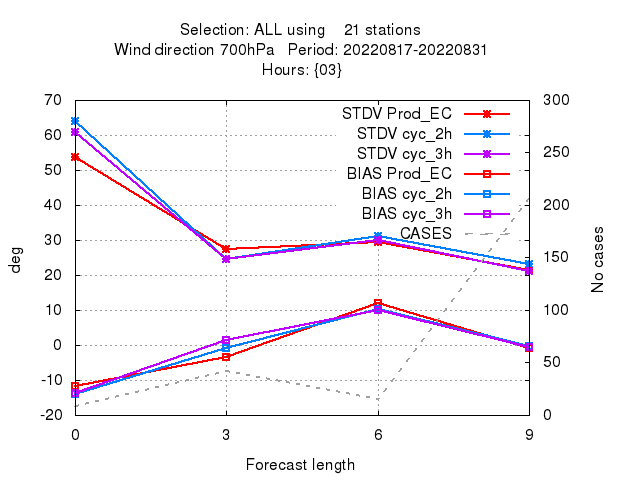 Selection: ALL using 21 stations
Wind direction 700hPa Period: 20220817-20220831
Hours: {03}
70 300
STDV Prod_EC
60
STDV cyc_2h
250
STDV cyc_3h
50
BIAS Prod_EC
BIAS cyc_2h
40 200
BIAS cyc_3h
CASES
30
deg
150
No cases
20
10 100
0
50
-10
-20 0
0 3 6 9
Forecast length